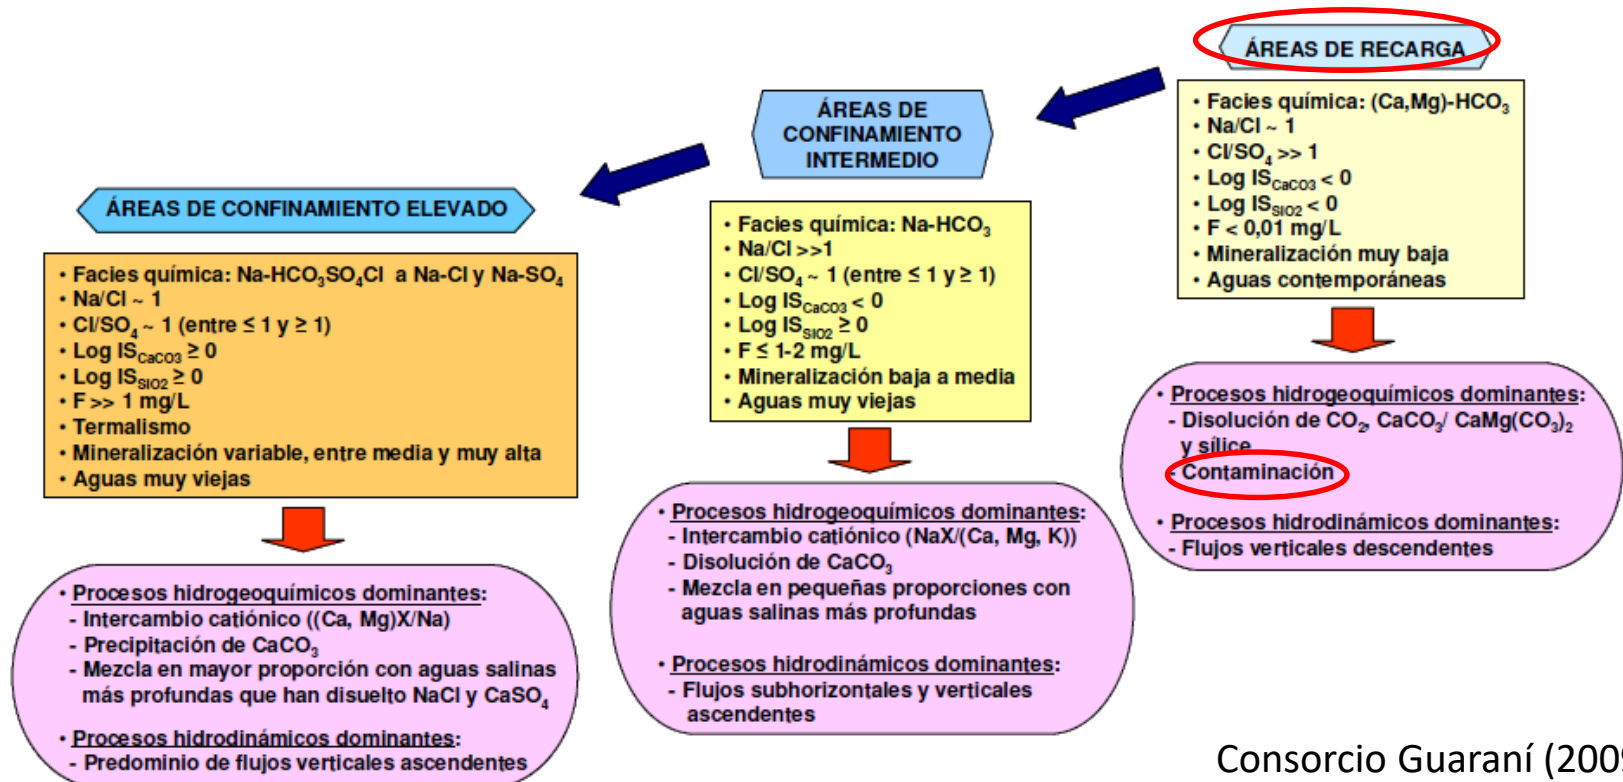 ÁREAS DE RECARGA
• Facies química: (Ca,Mg)-HCO₃
• Na/Cl ~ 1
• Cl/SO₄ >> 1
• Log IS_CaCO3 < 0
• Log IS_SIO2 < 0
• F < 0,01 mg/L
• Mineralización muy baja
• Aguas contemporáneas
• Procesos hidrogeoquímicos dominantes:
- Disolución de CO₂, CaCO₃/ CaMg(CO₃)₂
y sílice
- Contaminación
• Procesos hidrodinámicos dominantes:
- Flujos verticales descendentes
ÁREAS DE
CONFINAMIENTO
INTERMEDIO
• Facies química: Na-HCO₃
• Na/Cl >>1
• Cl/SO₄ ~ 1 (entre ≤ 1 y ≥ 1)
• Log IS_CaCO3 < 0
• Log IS_SIO2 ≥ 0
• F ≤ 1-2 mg/L
• Mineralización baja a media
• Aguas muy viejas
• Procesos hidrogeoquímicos dominantes:
- Intercambio catiónico (NaX/(Ca, Mg, K))
- Disolución de CaCO₃
- Mezcla en pequeñas proporciones con
aguas salinas más profundas
• Procesos hidrodinámicos dominantes:
- Flujos subhorizontales y verticales
ascendentes
ÁREAS DE CONFINAMIENTO ELEVADO
• Facies química: Na-HCO₃SO₄Cl a Na-Cl y Na-SO₄
• Na/Cl ~ 1
• Cl/SO₄ ~ 1 (entre ≤ 1 y ≥ 1)
• Log IS_CaCO3 ≥ 0
• Log IS_SIO2 ≥ 0
• F >> 1 mg/L
• Termalismo
• Mineralización variable, entre media y muy alta
• Aguas muy viejas
• Procesos hidrogeoquímicos dominantes:
- Intercambio catiónico ((Ca, Mg)X/Na)
- Precipitación de CaCO₃
- Mezcla en mayor proporción con aguas salinas
más profundas que han disuelto NaCl y CaSO₄
• Procesos hidrodinámicos dominantes:
- Predominio de flujos verticales ascendentes
Consorcio Guaraní (2009